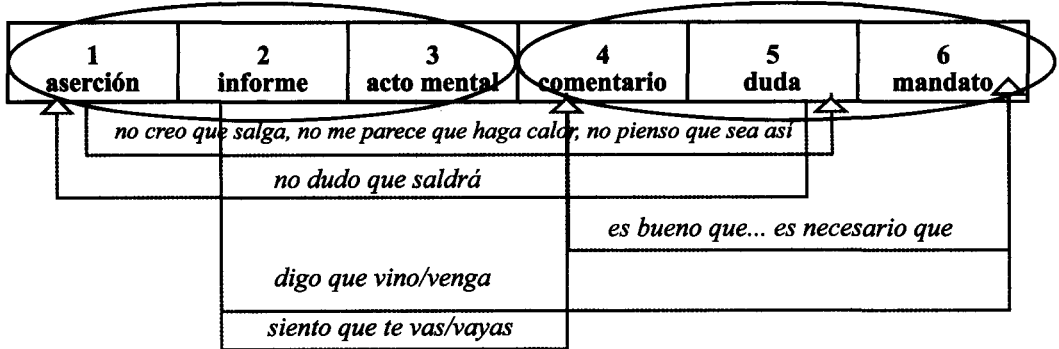 1 2 3 4 5 6
aserción informe acto mental comentario duda mandato
no creo que salga, no me parece que haga calor, no pienso que sea así
no dudo que saldrá
es bueno que... es necesario que
digo que vino/venga
siento que te vas/vayas